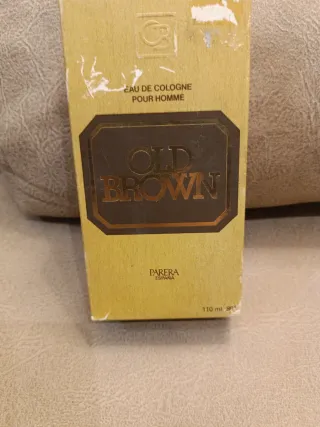 EAU DE COLOGNE
POUR HOMME
OLD
BROWN
PARERA
ESPAÑA
110 ml